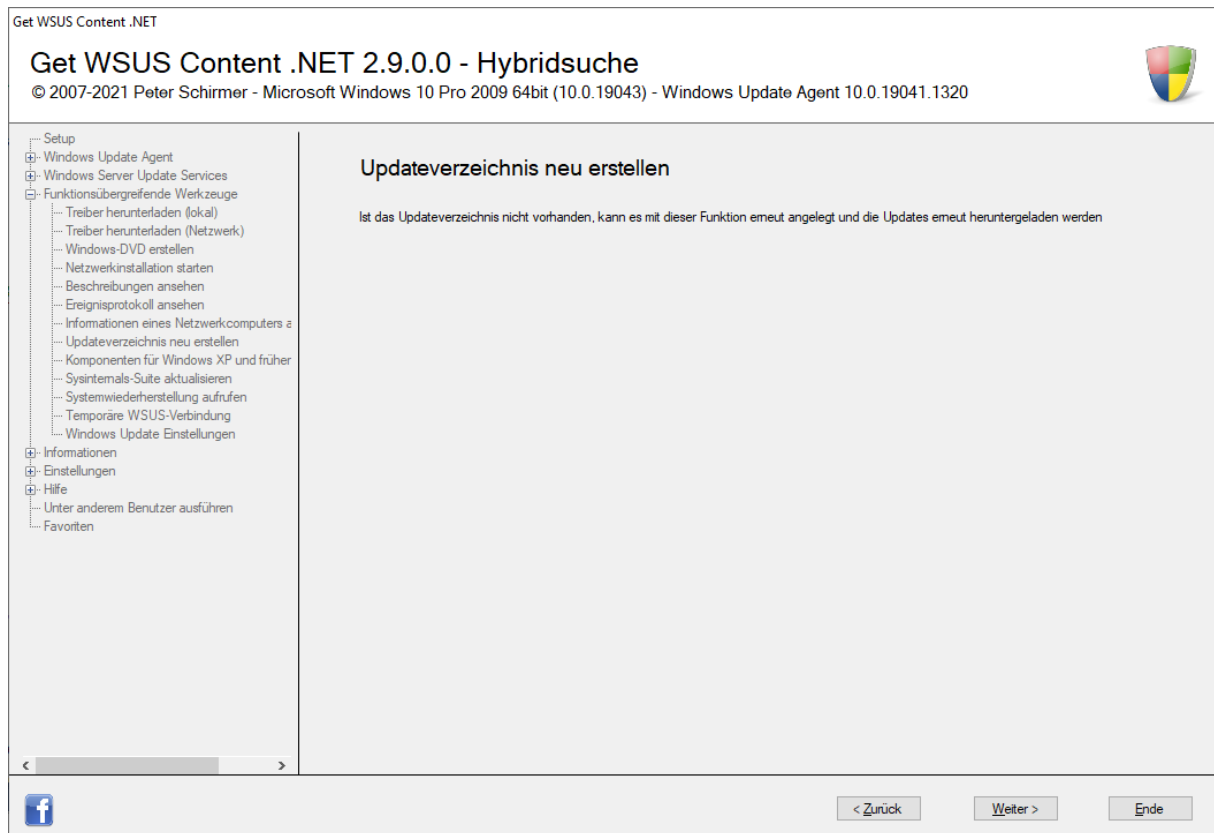 Get WSUS Content .NET
Get WSUS Content .NET 2.9.0.0 - Hybridsuche
© 2007-2021 Peter Schirmer - Microsoft Windows 10 Pro 2009 64bit (10.0.19043) - Windows Update Agent 10.0.19041.1320
Setup
Windows Update Agent
Windows Server Update Services
Funktionsübergreifende Werkzeuge
Treiber herunterladen (lokal)
Treiber herunterladen (Netzwerk)
Windows-DVD erstellen
Netzwerkinstallation starten
Beschreibungen ansehen
Ereignisprotokoll ansehen
Informationen eines Netzwerkcomputers a
Updateverzeichnis neu erstellen
Komponenten für Windows XP und früher
Sysinternals-Suite aktualisieren
Systemwiederherstellung aufrufen
Temporäre WSUS-Verbindung
Windows Update Einstellungen
Informationen
Einstellungen
Hilfe
Unter anderem Benutzer ausführen
Favoriten
Updateverzeichnis neu erstellen
Ist das Updateverzeichnis nicht vorhanden, kann es mit dieser Funktion erneut angelegt und die Updates erneut heruntergeladen werden
< Zurück
Weiter >
Ende